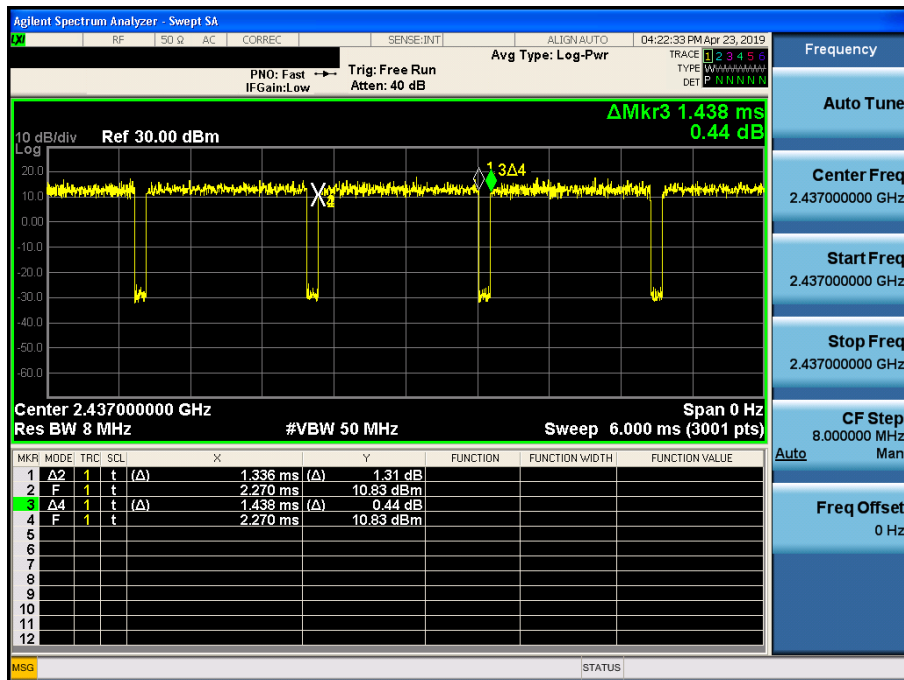 Agilent Spectrum Analyzer - Swept SA
LXI RF 50 Ω AC CORREC SENSE:INT ALIGN AUTO 04:22:33 PM Apr 23, 2019
Avg Type: Log-Pwr
TRACE 1 2 3 4 5 6
PNO: Fast Trig: Free Run
TYPE WWWWWW
IFGain:Low Atten: 40 dB
DET P N N N N N
ΔMkr3 1.438 ms
0.44 dB
10 dB/div Ref 30.00 dBm
Log
20.0
10.0
0.00
-10.0
-20.0
-30.0
-40.0
-50.0
-60.0
1 3Δ4
Center 2.437000000 GHz Span 0 Hz
Res BW 8 MHz #VBW 50 MHz Sweep 6.000 ms (3001 pts)
MKR MODE TRC SCL X Y FUNCTION FUNCTION WIDTH FUNCTION VALUE
1 Δ2 1 t (Δ) 1.336 ms (Δ) 1.31 dB
2 F 1 t 2.270 ms 10.83 dBm
3 Δ4 1 t (Δ) 1.438 ms (Δ) 0.44 dB
4 F 1 t 2.270 ms 10.83 dBm
5
6
7
8
9
10
11
12
MSG STATUS
Frequency
Auto Tune
Center Freq
2.437000000 GHz
Start Freq
2.437000000 GHz
Stop Freq
2.437000000 GHz
CF Step
8.000000 MHz
Auto Man
Freq Offset
0 Hz